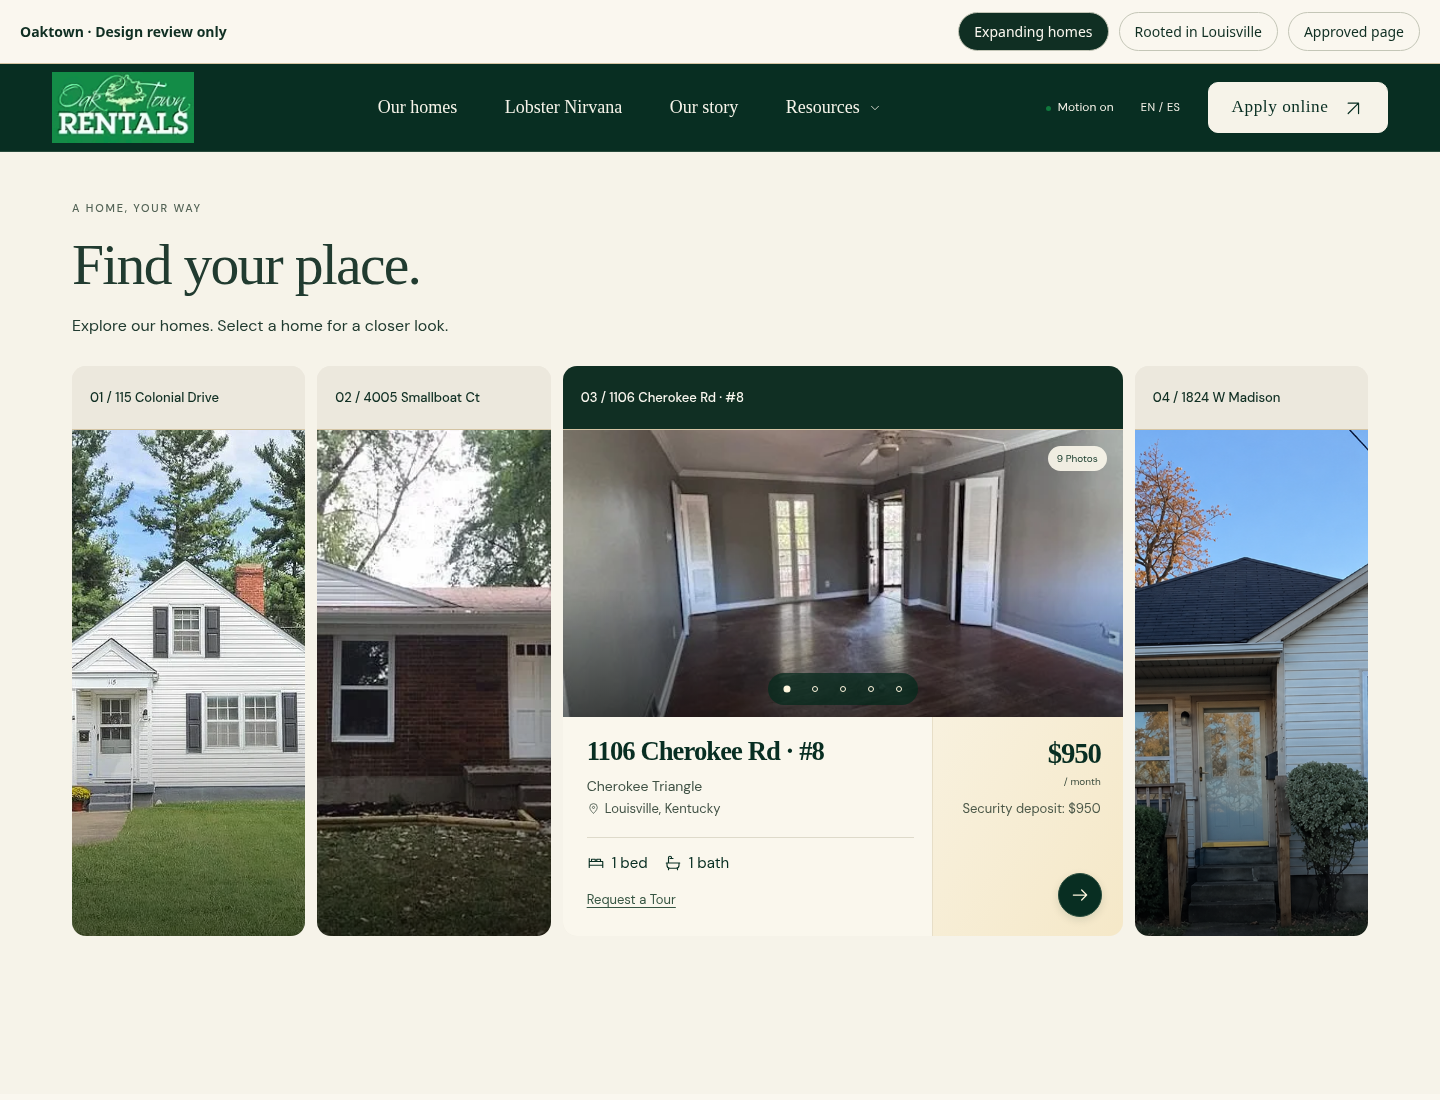 Oaktown · Design review only
Expanding homes
Rooted in Louisville
Approved page
Oak Town
RENTALS
Our homes
Lobster Nirvana
Our story
Resources
Motion on
EN / ES
Apply online
A HOME, YOUR WAY
Find your place.
Explore our homes. Select a home for a closer look.
01 / 115 Colonial Drive
02 / 4005 Smallboat Ct
03 / 1106 Cherokee Rd · #8
04 / 1824 W Madison
9 Photos
115
1106 Cherokee Rd · #8
Cherokee Triangle
Louisville, Kentucky
1 bed
1 bath
Request a Tour
$950
/ month
Security deposit: $950